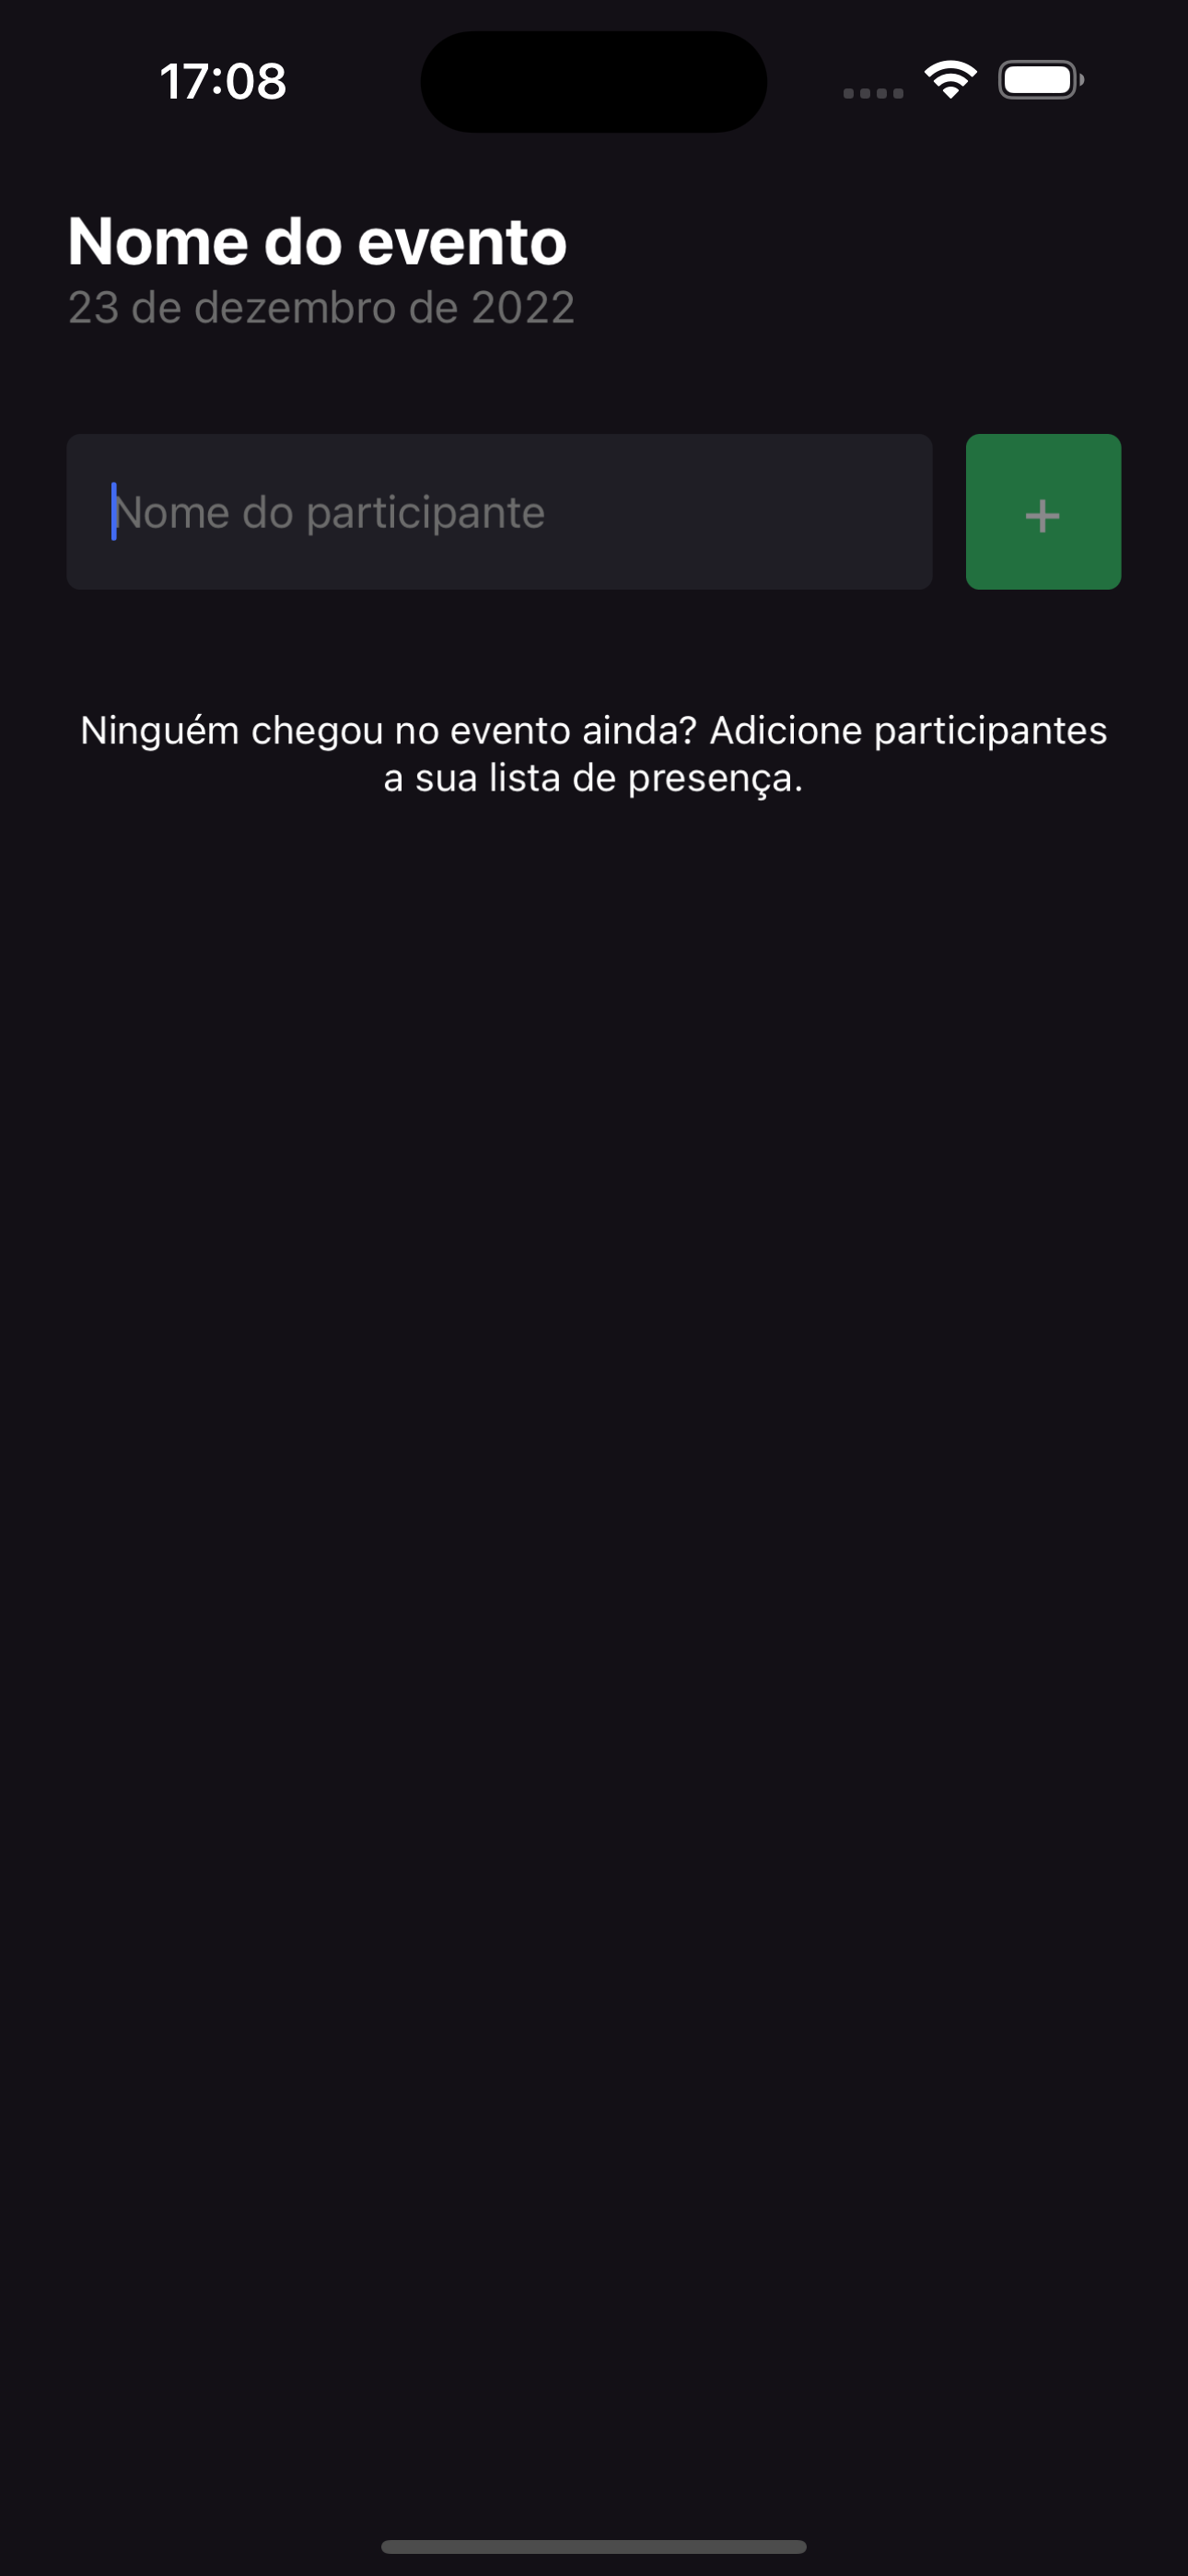 17:08
Nome do evento
23 de dezembro de 2022
Nome do participante
+
Ninguém chegou no evento ainda? Adicione participantes
a sua lista de presença.